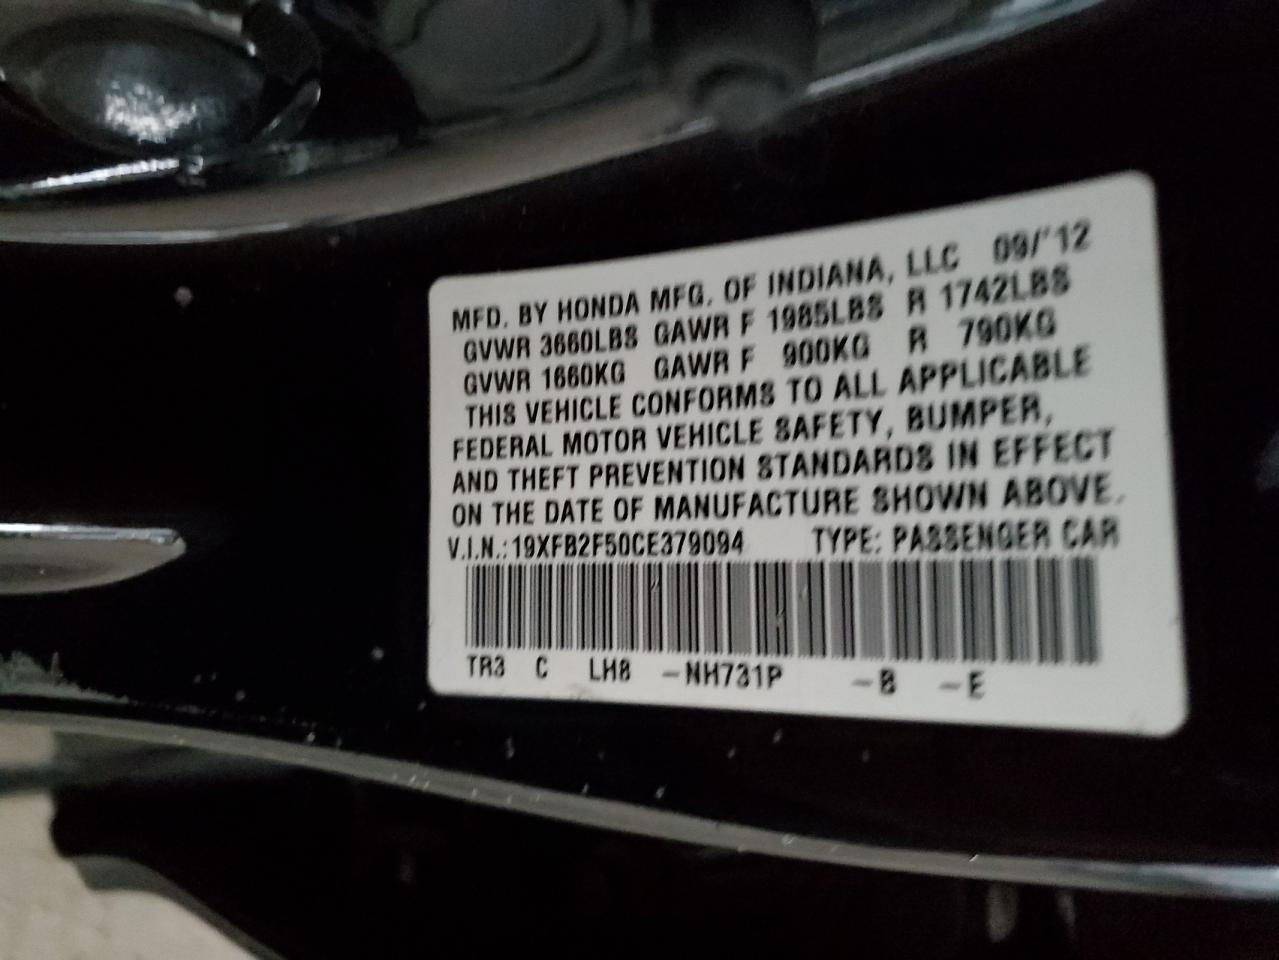 MFD. BY HONDA MFG. OF INDIANA, LLC 09/'12
GVWR 3660LBS GAWR F 1985LBS R 1742LBS
GVWR 1660KG GAWR F 900KG R 790KG
THIS VEHICLE CONFORMS TO ALL APPLICABLE
FEDERAL MOTOR VEHICLE SAFETY, BUMPER,
AND THEFT PREVENTION STANDARDS IN EFFECT
ON THE DATE OF MANUFACTURE SHOWN ABOVE.
V.I.N.: 19XFB2F50CE379094 TYPE: PASSENGER CAR
TR3 C LH8 -NH731P -B -E